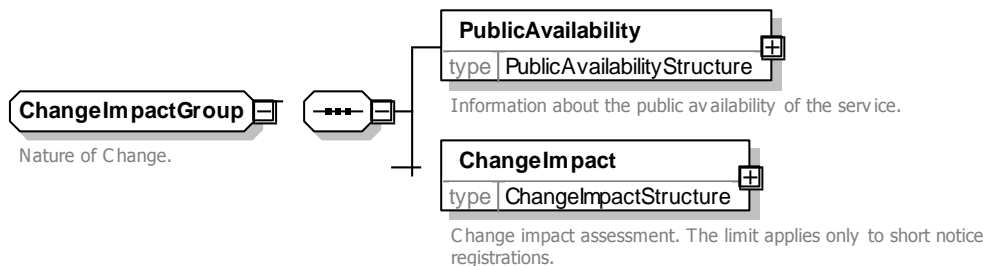 PublicAvailability
type PublicAvailabilityStructure
Information about the public availability of the service.
ChangeImpactGroup
Nature of Change.
ChangeImpact
type ChangeImpactStructure
Change impact assessment. The limit applies only to short notice
registrations.